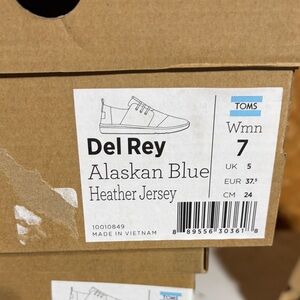 TOMS
Del Rey
Alaskan Blue
Heather Jersey
Wmn
7
UK 5
EUR 37.5
CM 24
10010849
MADE IN VIETNAM
8 89556 30361 8
TOMS